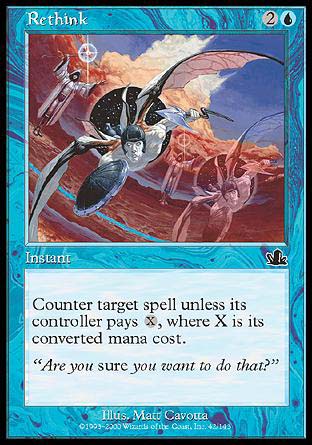 Rethink 2
Instant
Counter target spell unless its
controller pays X, where X is its
converted mana cost.
"Are you sure you want to do that?"
Illus. Matt Cavotta
©1993-2000 Wizards of the Coast, Inc. 42/143